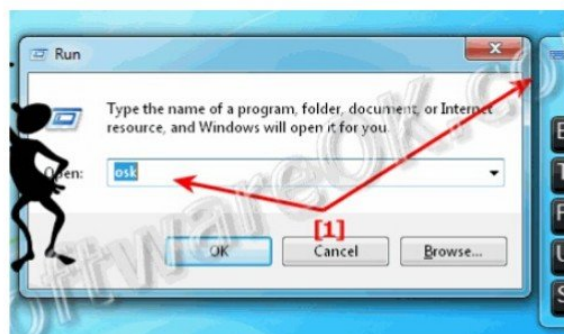 Run
Type the name of a program, folder, document, or Internet
resource, and Windows will open it for you.
Open:
osk
[1]
OK
Cancel
Browse...
E
T
F
U
S